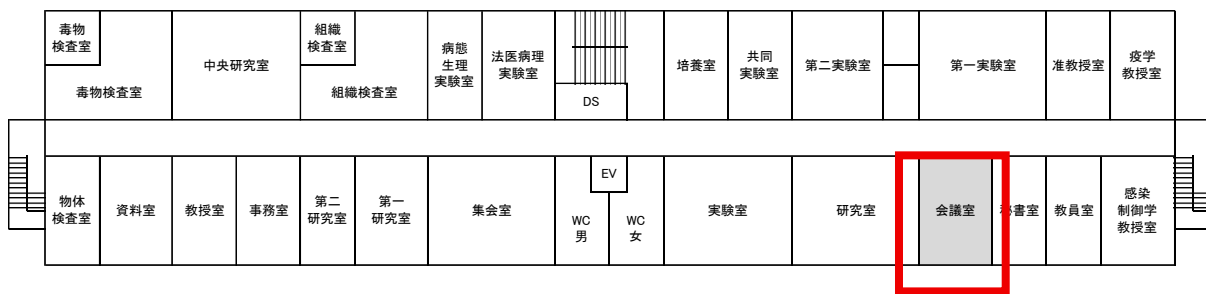 毒物
検査室
毒物検査室
中央研究室
組織
検査室
組織検査室
病態
生理
実験室
法医病理
実験室
DS
培養室
共同
実験室
第二実験室
第一実験室
准教授室
疫学
教授室
物体
検査室
資料室
教授室
事務室
第二
研究室
第一
研究室
集会室
WC
男
EV
WC
女
実験室
研究室
会議室
秘書室
教員室
感染
制御学
教授室